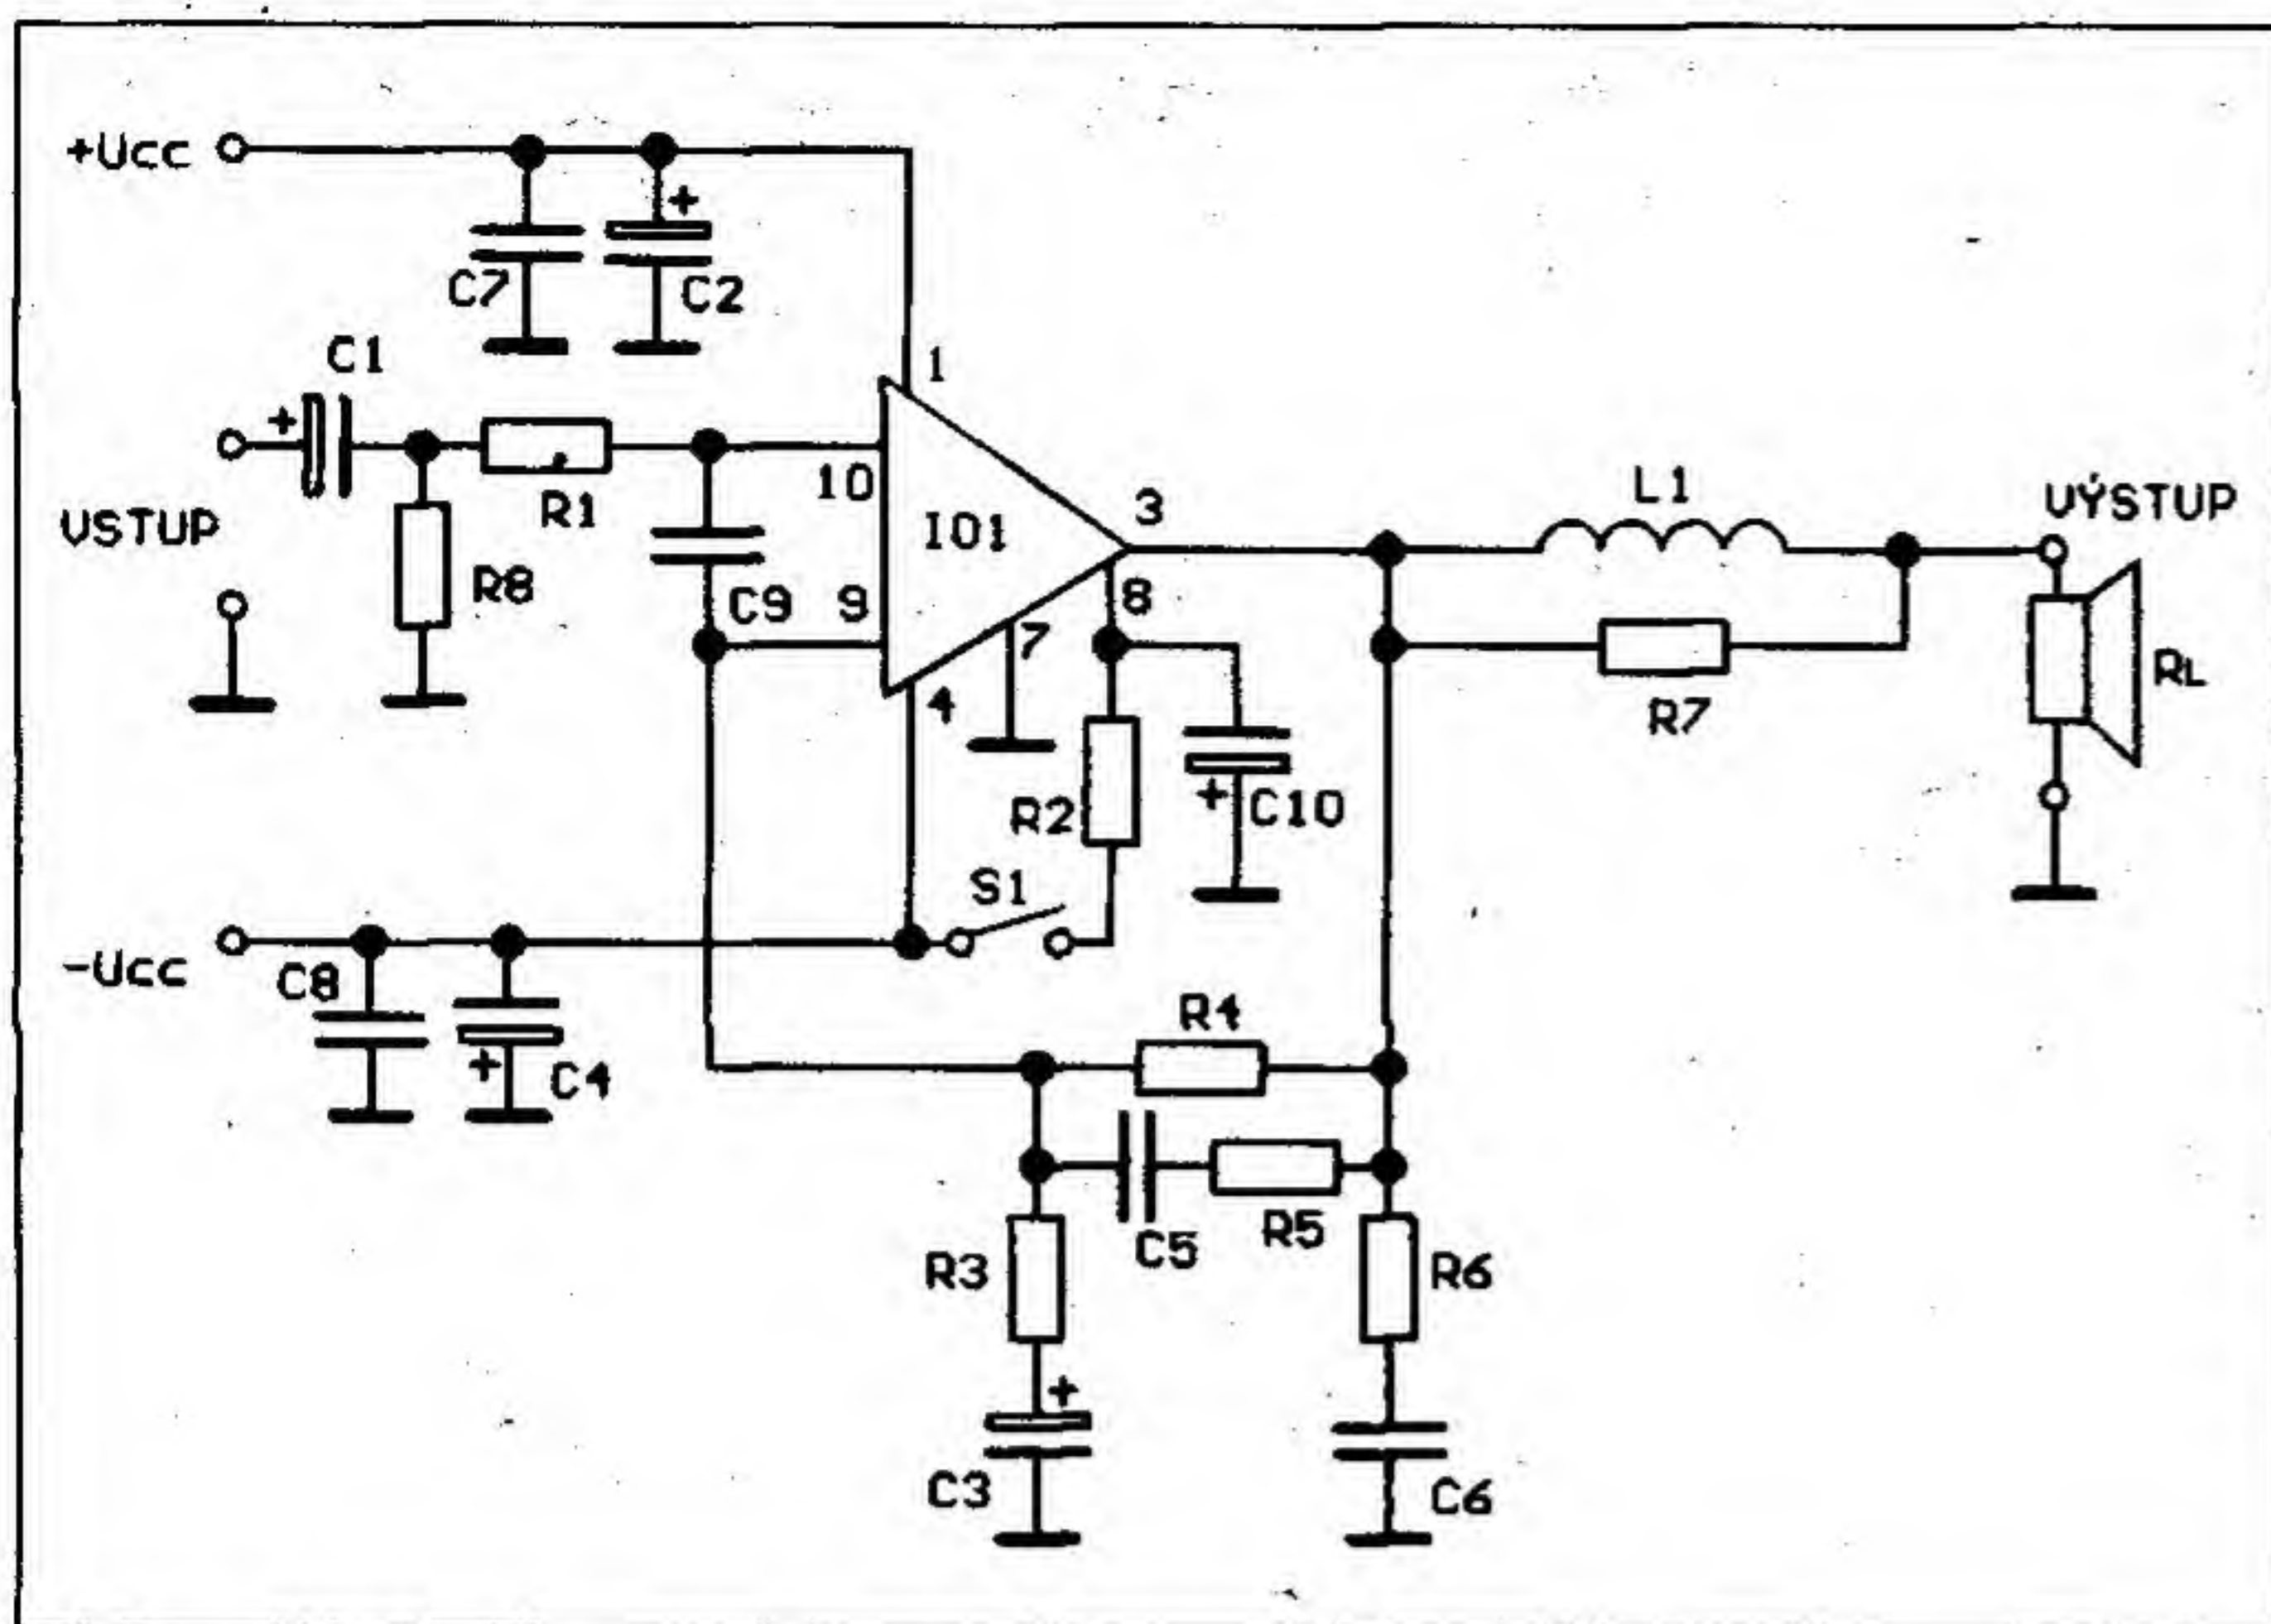 +Ucc
C7
+
C2
C1
+
1
10
R1
VSTUP
R8
C9
9
IO1
3
8
7
4
L1
VÝSTUP
R7
RL
R2
+
C10
S1
-Ucc
C8
+
C4
R4
C5
R5
R3
R6
+
C3
C6